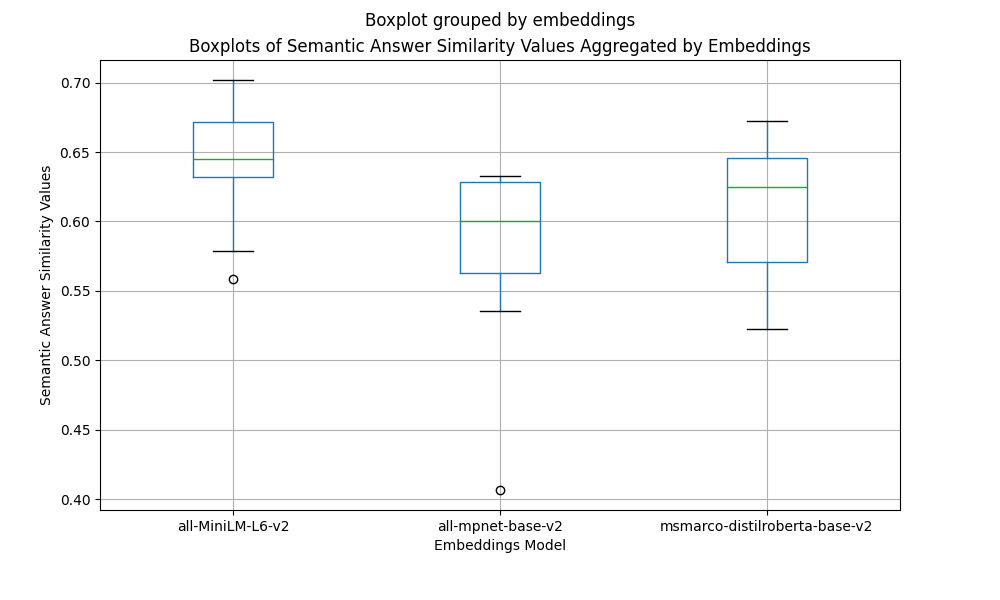 Boxplot grouped by embeddings
Boxplots of Semantic Answer Similarity Values Aggregated by Embeddings
Semantic Answer Similarity Values
0.70
0.65
0.60
0.55
0.50
0.45
0.40
all-MiniLM-L6-v2
all-mpnet-base-v2
msmarco-distilroberta-base-v2
Embeddings Model